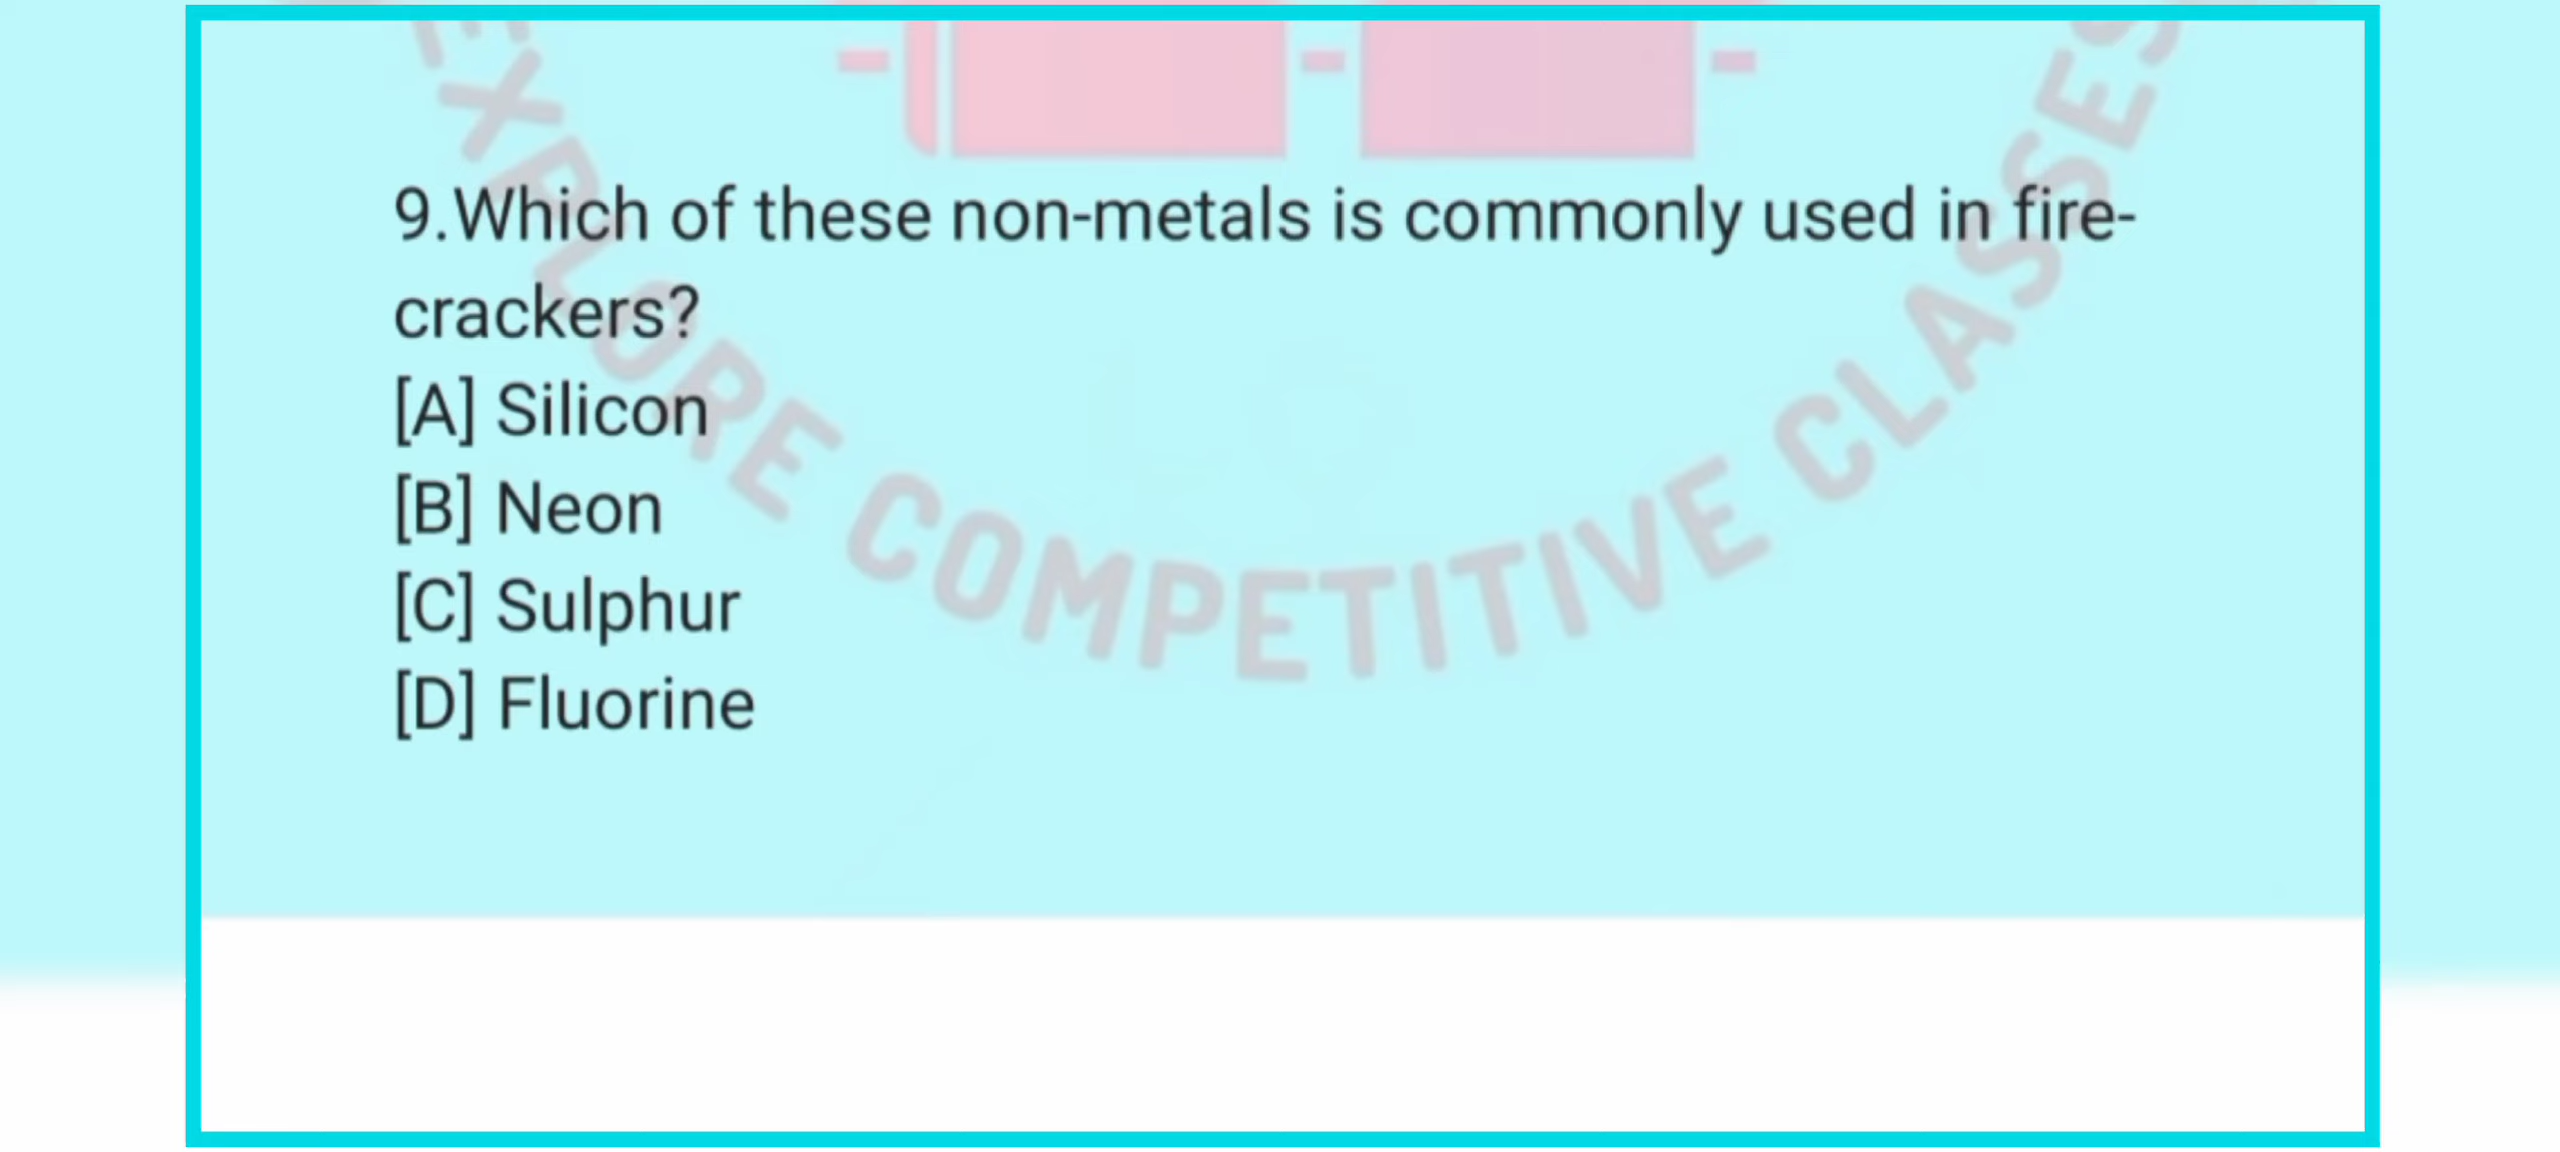 9.Which of these non-metals is commonly used in fire-
crackers?
[A] Silicon
[B] Neon
[C] Sulphur
[D] Fluorine
EXPLORE COMPETITIVE CLASSES